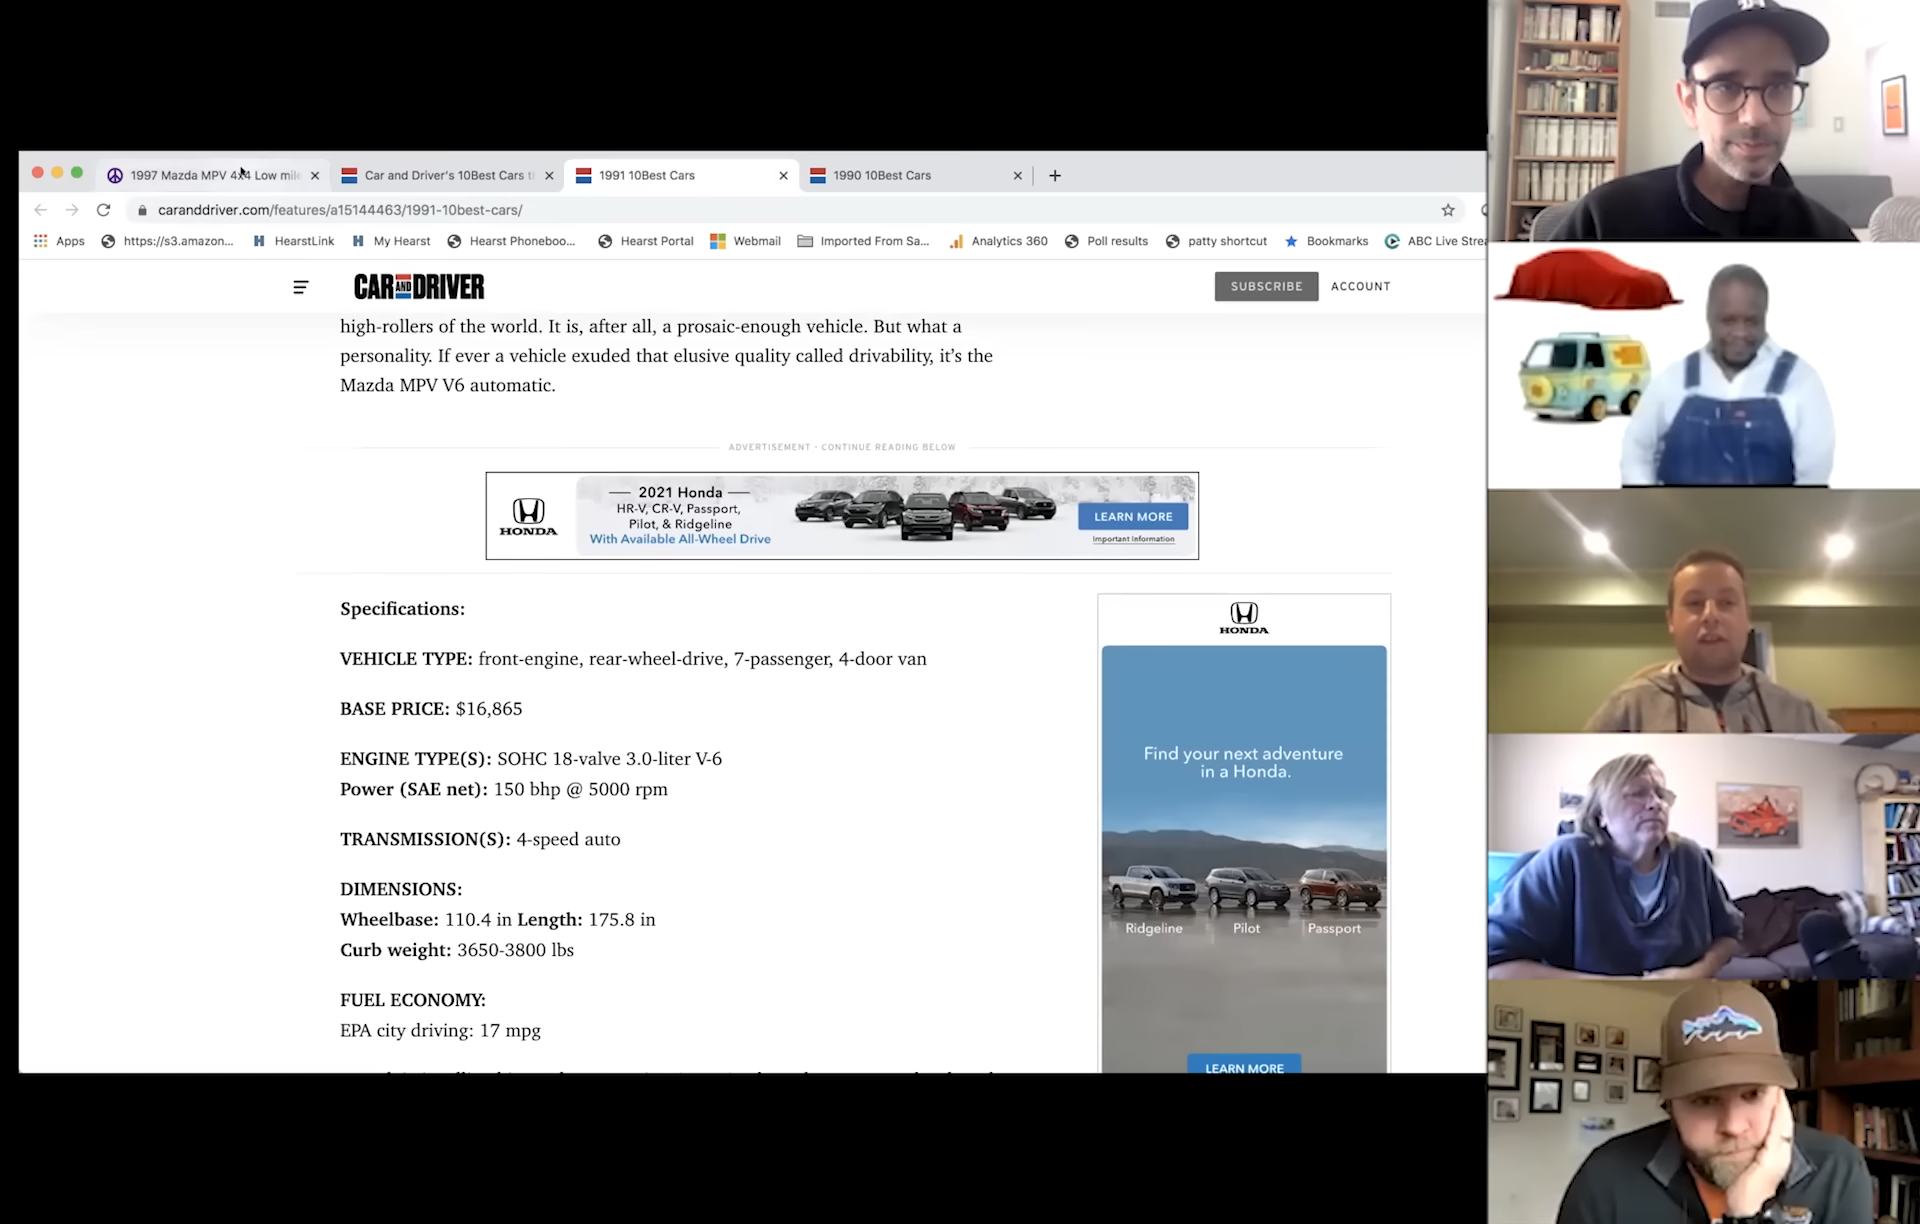 1997 Mazda MPV 4x4 Low mile
Car and Driver's 10Best Cars t
1991 10Best Cars
1990 10Best Cars
caranddriver.com/features/a15144463/1991-10best-cars/
Apps
https://s3.amazon...
HearstLink
My Hearst
Hearst Phoneboo...
Hearst Portal
Webmail
Imported From Sa...
Analytics 360
Poll results
patty shortcut
Bookmarks
ABC Live Strea
CAR AND DRIVER
SUBSCRIBE
ACCOUNT
high-rollers of the world. It is, after all, a prosaic-enough vehicle. But what a
personality. If ever a vehicle exuded that elusive quality called drivability, it's the
Mazda MPV V6 automatic.
ADVERTISEMENT - CONTINUE READING BELOW
HONDA
2021 Honda
HR-V, CR-V, Passport,
Pilot, & Ridgeline
With Available All-Wheel Drive
LEARN MORE
Important Information
Specifications:
VEHICLE TYPE: front-engine, rear-wheel-drive, 7-passenger, 4-door van
BASE PRICE: $16,865
ENGINE TYPE(S): SOHC 18-valve 3.0-liter V-6
Power (SAE net): 150 bhp @ 5000 rpm
TRANSMISSION(S): 4-speed auto
DIMENSIONS:
Wheelbase: 110.4 in Length: 175.8 in
Curb weight: 3650-3800 lbs
FUEL ECONOMY:
EPA city driving: 17 mpg
HONDA
Find your next adventure
in a Honda.
Ridgeline
Pilot
Passport
LEARN MORE